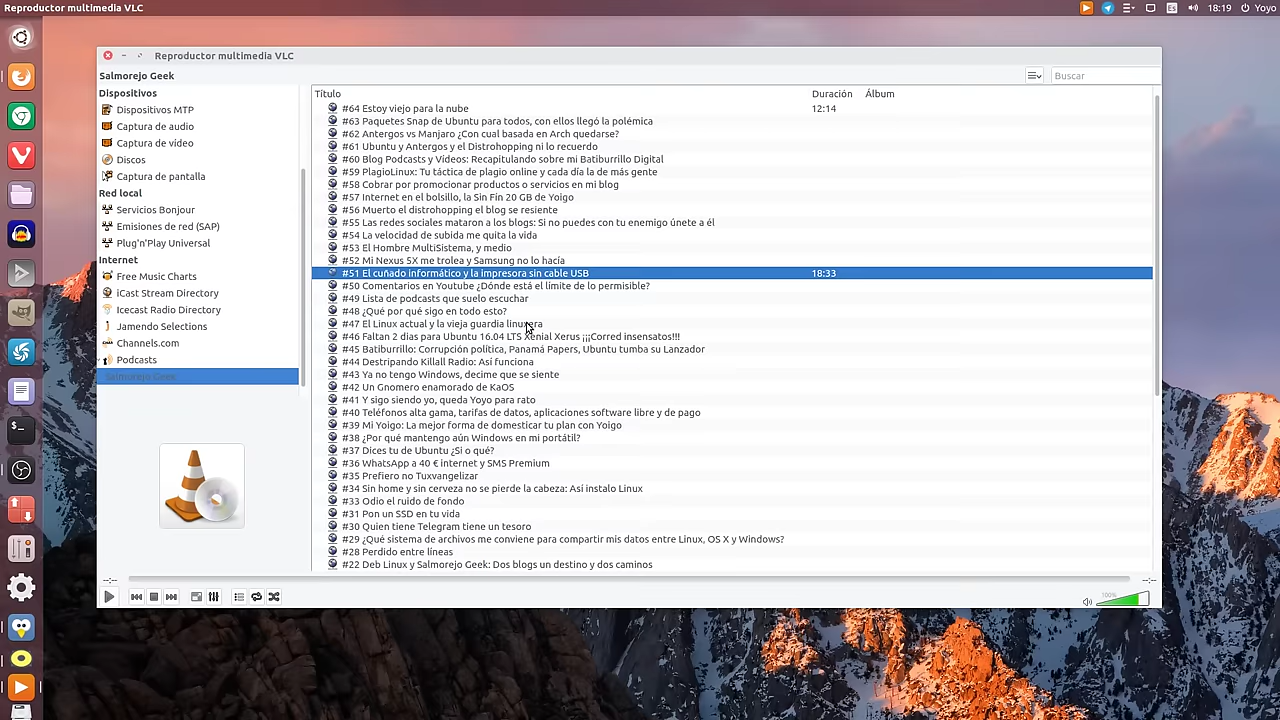 Reproductor multimedia VLC
Es
18:19
Yoyo
Reproductor multimedia VLC
Salmorejo Geek
Buscar
Dispositivos
Dispositivos MTP
Captura de audio
Captura de vídeo
Discos
Captura de pantalla
Red local
Servicios Bonjour
Emisiones de red (SAP)
Plug'n'Play Universal
Internet
Free Music Charts
iCast Stream Directory
Icecast Radio Directory
Jamendo Selections
Channels.com
Podcasts
Salmorejo Geek
Título Duración Álbum
#64 Estoy viejo para la nube 12:14
#63 Paquetes Snap de Ubuntu para todos, con ellos llegó la polémica
#62 Antergos vs Manjaro ¿Con cual basada en Arch quedarse?
#61 Ubuntu y Antergos y el Distrohopping ni lo recuerdo
#60 Blog Podcasts y Vídeos: Recapitulando sobre mi Batiburrillo Digital
#59 PlagioLinux: Tu táctica de plagio online y cada día la de más gente
#58 Cobrar por promocionar productos o servicios en mi blog
#57 Internet en el bolsillo, la Sin Fín 20 GB de Yoigo
#56 Muerto el distrohopping el blog se resiente
#55 Las redes sociales mataron a los blogs: Si no puedes con tu enemigo únete a él
#54 La velocidad de subida me quita la vida
#53 El Hombre MultiSistema, y medio
#52 Mi Nexus 5X me trolea y Samsung no lo hacía
#51 El cuñado informático y la impresora sin cable USB 18:33
#50 Comentarios en Youtube ¿Dónde está el límite de lo permisible?
#49 Lista de podcasts que suelo escuchar
#48 ¿Qué por qué sigo en todo esto?
#47 El Linux actual y la vieja guardia linuxera
#46 Faltan 2 días para Ubuntu 16.04 LTS Xenial Xerus ¡¡¡Corred insensatos!!!
#45 Batiburrillo: Corrupción política, Panamá Papers, Ubuntu tumba su Lanzador
#44 Destripando Killall Radio: Así funciona
#43 Ya no tengo Windows, decime que se siente
#42 Un Gnomero enamorado de KaOS
#41 Y sigo siendo yo, queda Yoyo para rato
#40 Teléfonos alta gama, tarifas de datos, aplicaciones software libre y de pago
#39 Mi Yoigo: La mejor forma de domesticar tu plan con Yoigo
#38 ¿Por qué mantengo aún Windows en mi portátil?
#37 Dices tu de Ubuntu ¿Si o qué?
#36 WhatsApp a 40 € internet y SMS Premium
#35 Prefiero no Tuxvangelizar
#34 Sin home y sin cerveza no se pierde la cabeza: Así instalo Linux
#33 Odio el ruido de fondo
#31 Pon un SSD en tu vida
#30 Quien tiene Telegram tiene un tesoro
#29 ¿Qué sistema de archivos me conviene para compartir mis datos entre Linux, OS X y Windows?
#28 Perdido entre líneas
#22 Deb Linux y Salmorejo Geek: Dos blogs un destino y dos caminos
--:-- --:--
100%